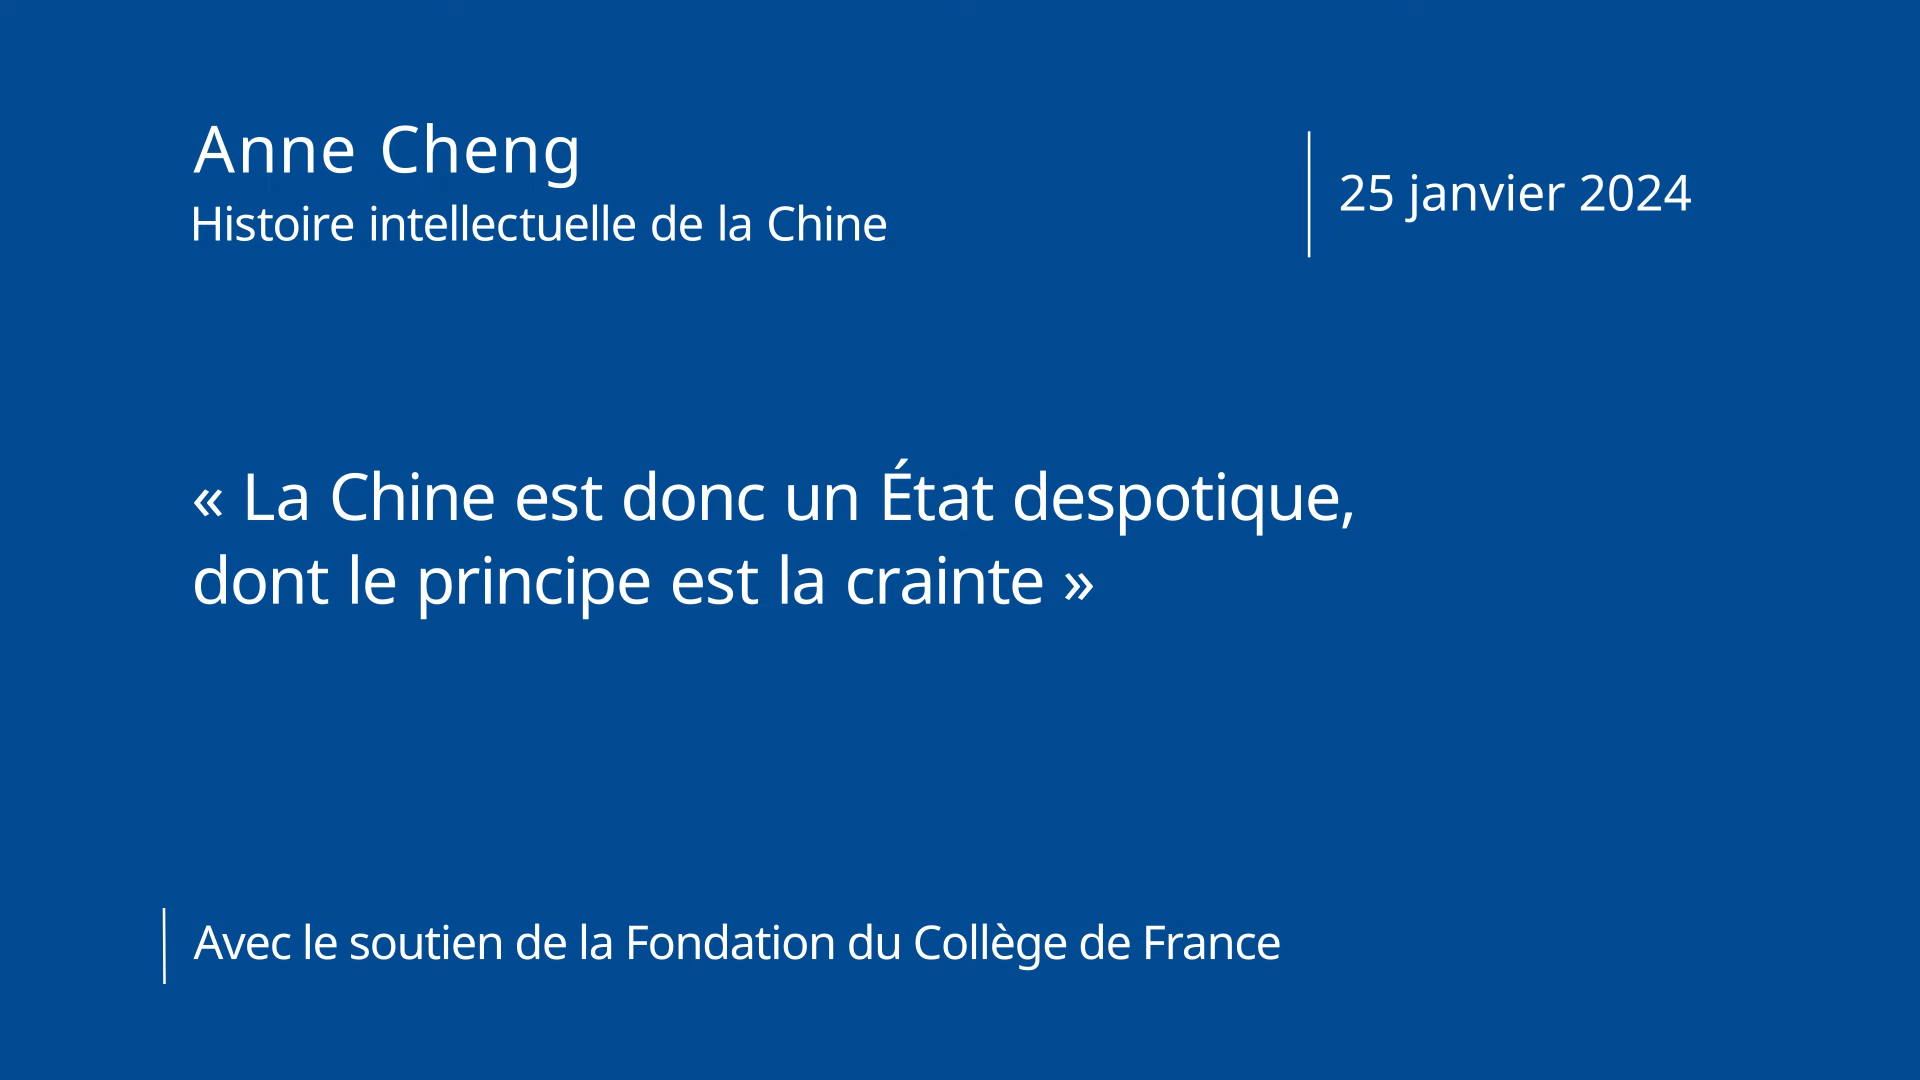 Anne Cheng
Histoire intellectuelle de la Chine
25 janvier 2024
« La Chine est donc un État despotique,
dont le principe est la crainte »
Avec le soutien de la Fondation du Collège de France